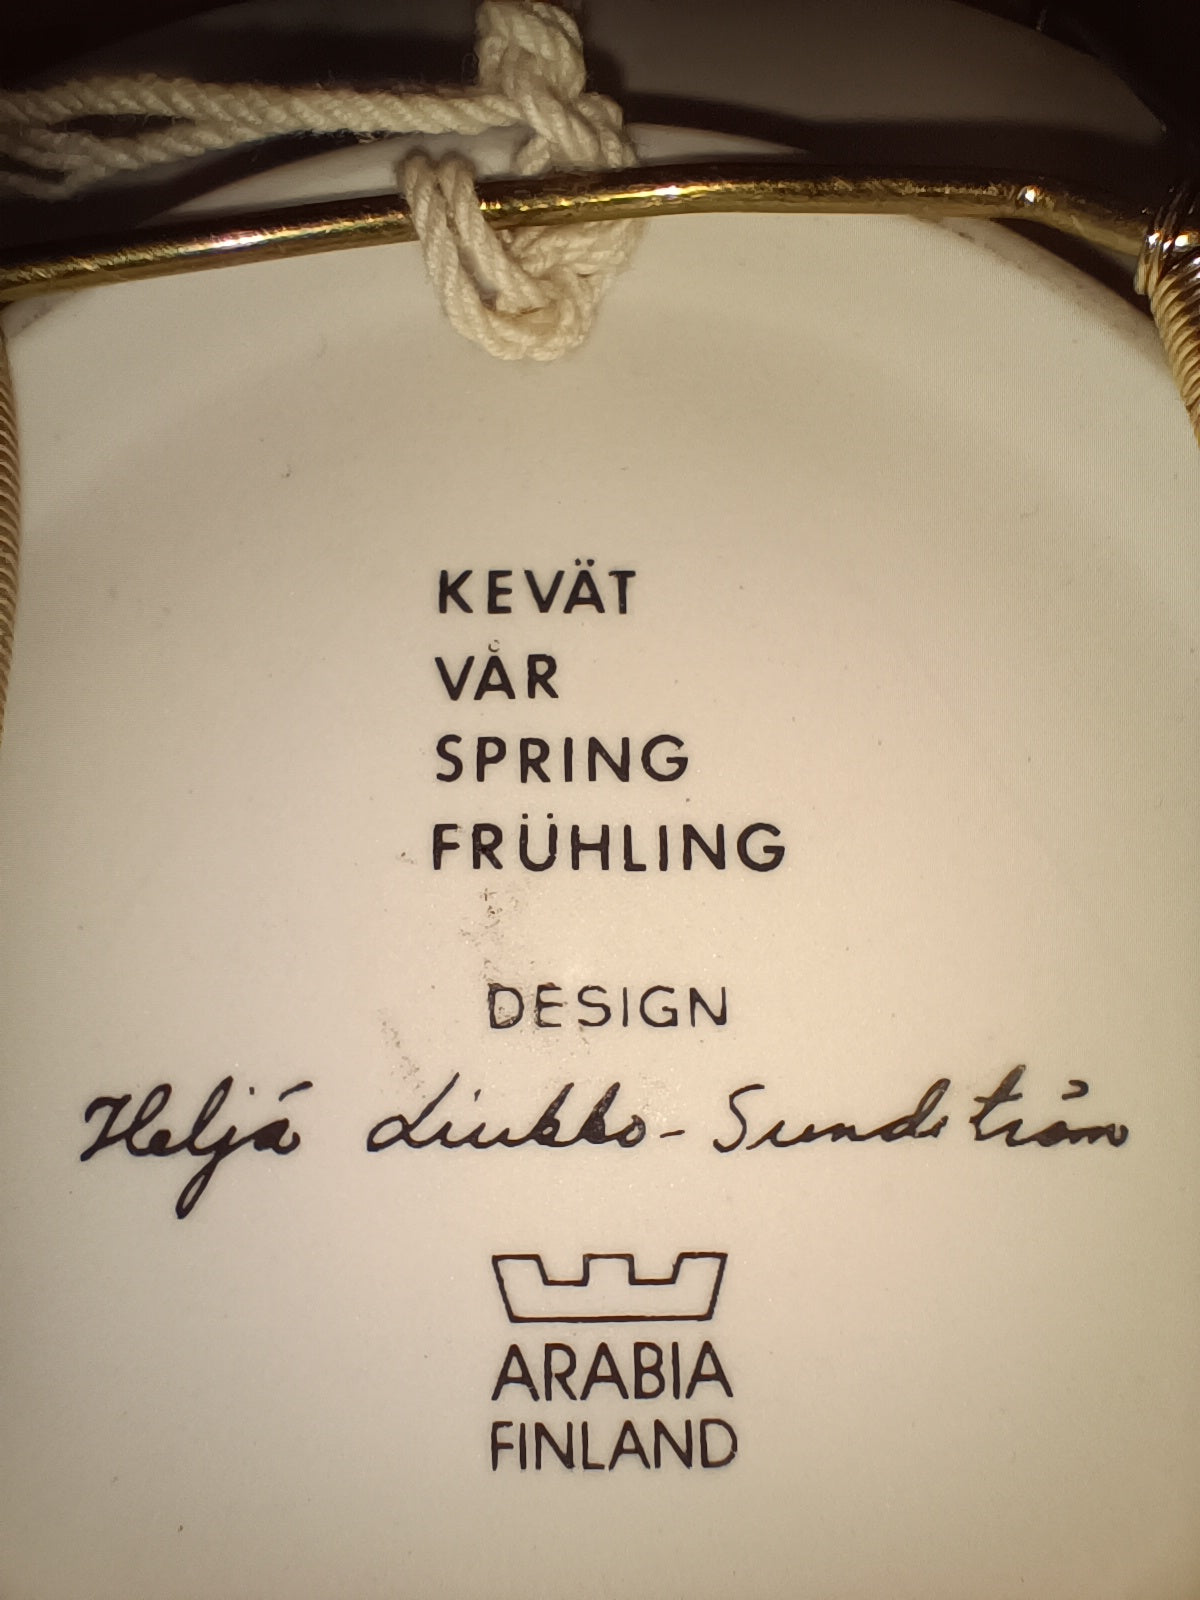 KEVÄT
VÅR
SPRING
FRÜHLING
DESIGN
Heljä Liukko-Sundström
ARABIA
FINLAND